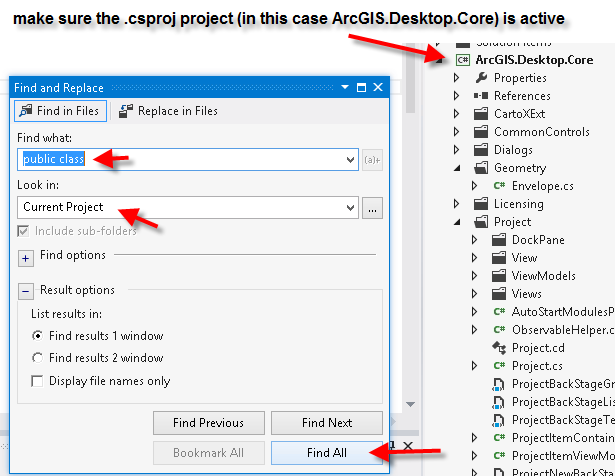 make sure the .csproj project (in this case ArcGIS.Desktop.Core) is active
Find and Replace
Find in Files
Replace in Files
Find what:
public class
(a)+
Look in:
Current Project
...
Include sub-folders
Find options
Result options
List results in:
Find results 1 window
Find results 2 window
Display file names only
Find Previous
Find Next
Bookmark All
Find All
Solution Items
C# ArcGIS.Desktop.Core
Properties
References
CartoXExt
CommonControls
Dialogs
Geometry
C# Envelope.cs
Licensing
Project
DockPane
View
ViewModels
Views
C# AutoStartModulesP
C# ObservableHelper.c
Project.cd
C# Project.cs
ProjectBackStageGr
ProjectBackStageLis
ProjectBackStageTe
C# ProjectItemContain
C# ProjectItemViewMo
ProjectNewBackStag